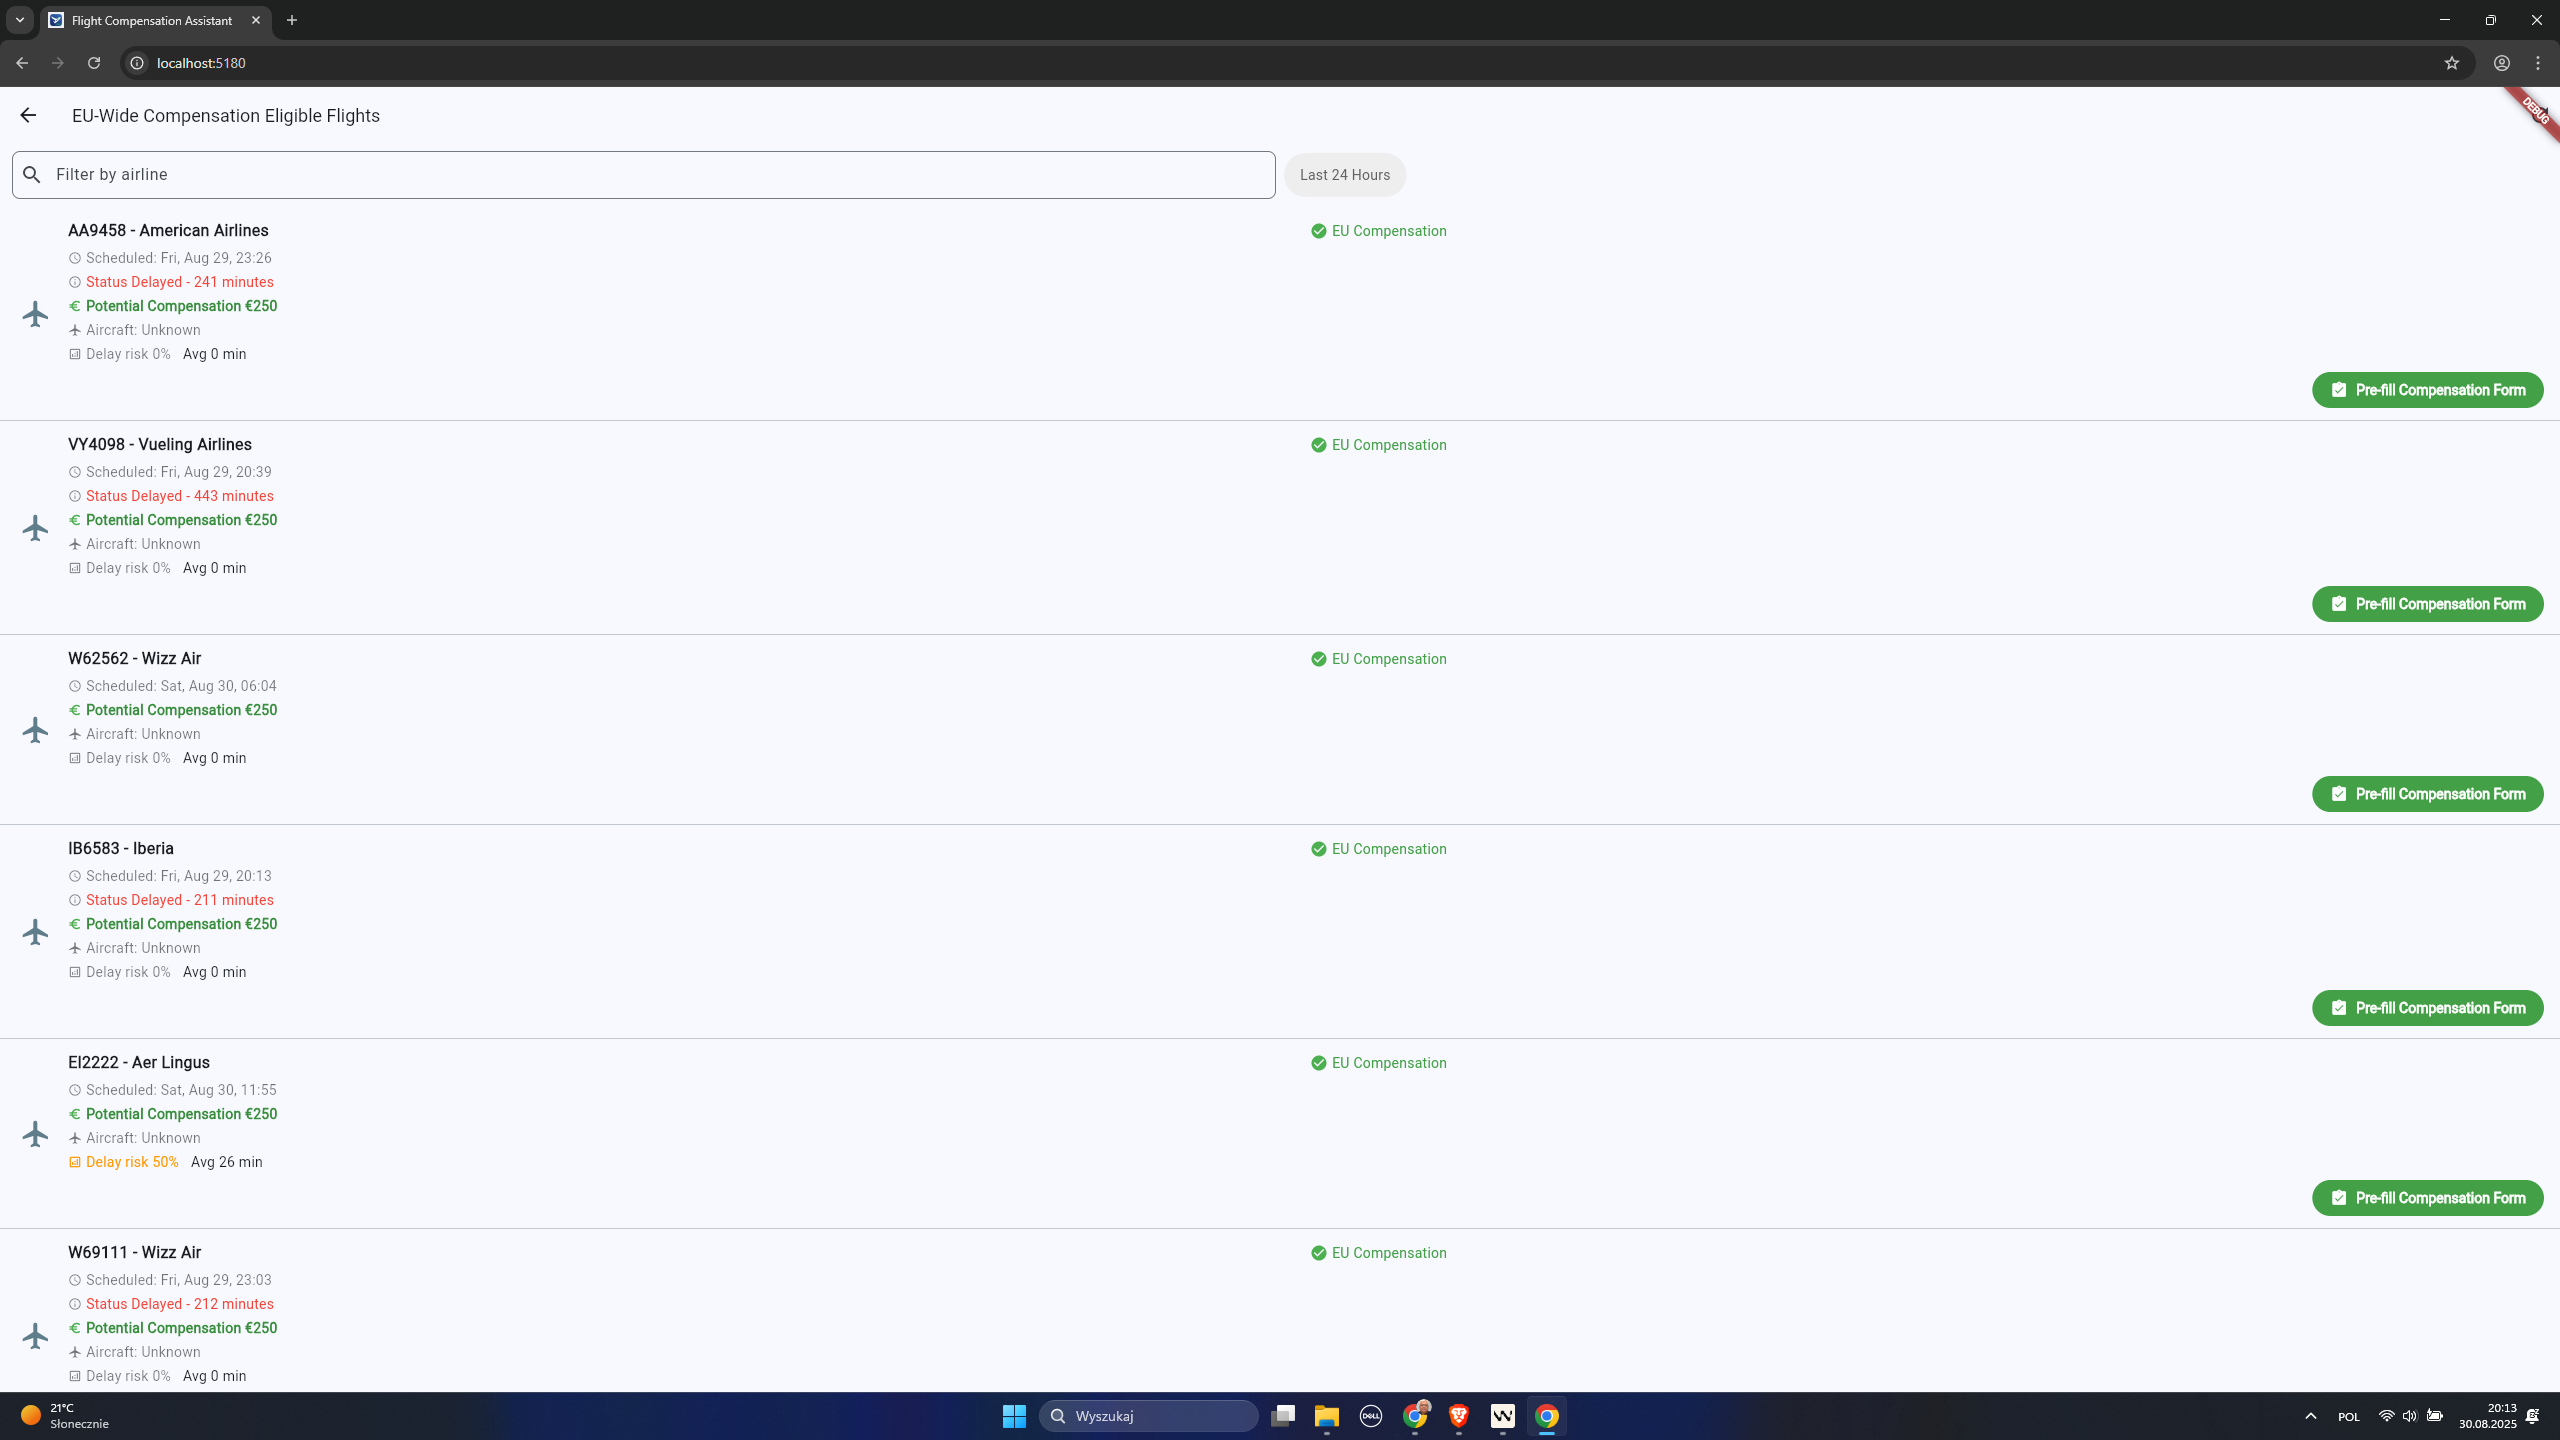 Flight Compensation Assistant
localhost:5180
EU-Wide Compensation Eligible Flights
DEBUG
Filter by airline
Last 24 Hours
AA9458 - American Airlines
EU Compensation
Scheduled: Fri, Aug 29, 23:26
Status Delayed - 241 minutes
Potential Compensation €250
Aircraft: Unknown
Delay risk 0% Avg 0 min
Pre-fill Compensation Form
VY4098 - Vueling Airlines
EU Compensation
Scheduled: Fri, Aug 29, 20:39
Status Delayed - 443 minutes
Potential Compensation €250
Aircraft: Unknown
Delay risk 0% Avg 0 min
Pre-fill Compensation Form
W62562 - Wizz Air
EU Compensation
Scheduled: Sat, Aug 30, 06:04
Potential Compensation €250
Aircraft: Unknown
Delay risk 0% Avg 0 min
Pre-fill Compensation Form
IB6583 - Iberia
EU Compensation
Scheduled: Fri, Aug 29, 20:13
Status Delayed - 211 minutes
Potential Compensation €250
Aircraft: Unknown
Delay risk 0% Avg 0 min
Pre-fill Compensation Form
EI2222 - Aer Lingus
EU Compensation
Scheduled: Sat, Aug 30, 11:55
Potential Compensation €250
Aircraft: Unknown
Delay risk 50% Avg 26 min
Pre-fill Compensation Form
W69111 - Wizz Air
EU Compensation
Scheduled: Fri, Aug 29, 23:03
Status Delayed - 212 minutes
Potential Compensation €250
Aircraft: Unknown
Delay risk 0% Avg 0 min
21°C
Słonecznie
Wyszukaj
DELL
POL
20:13
30.08.2025